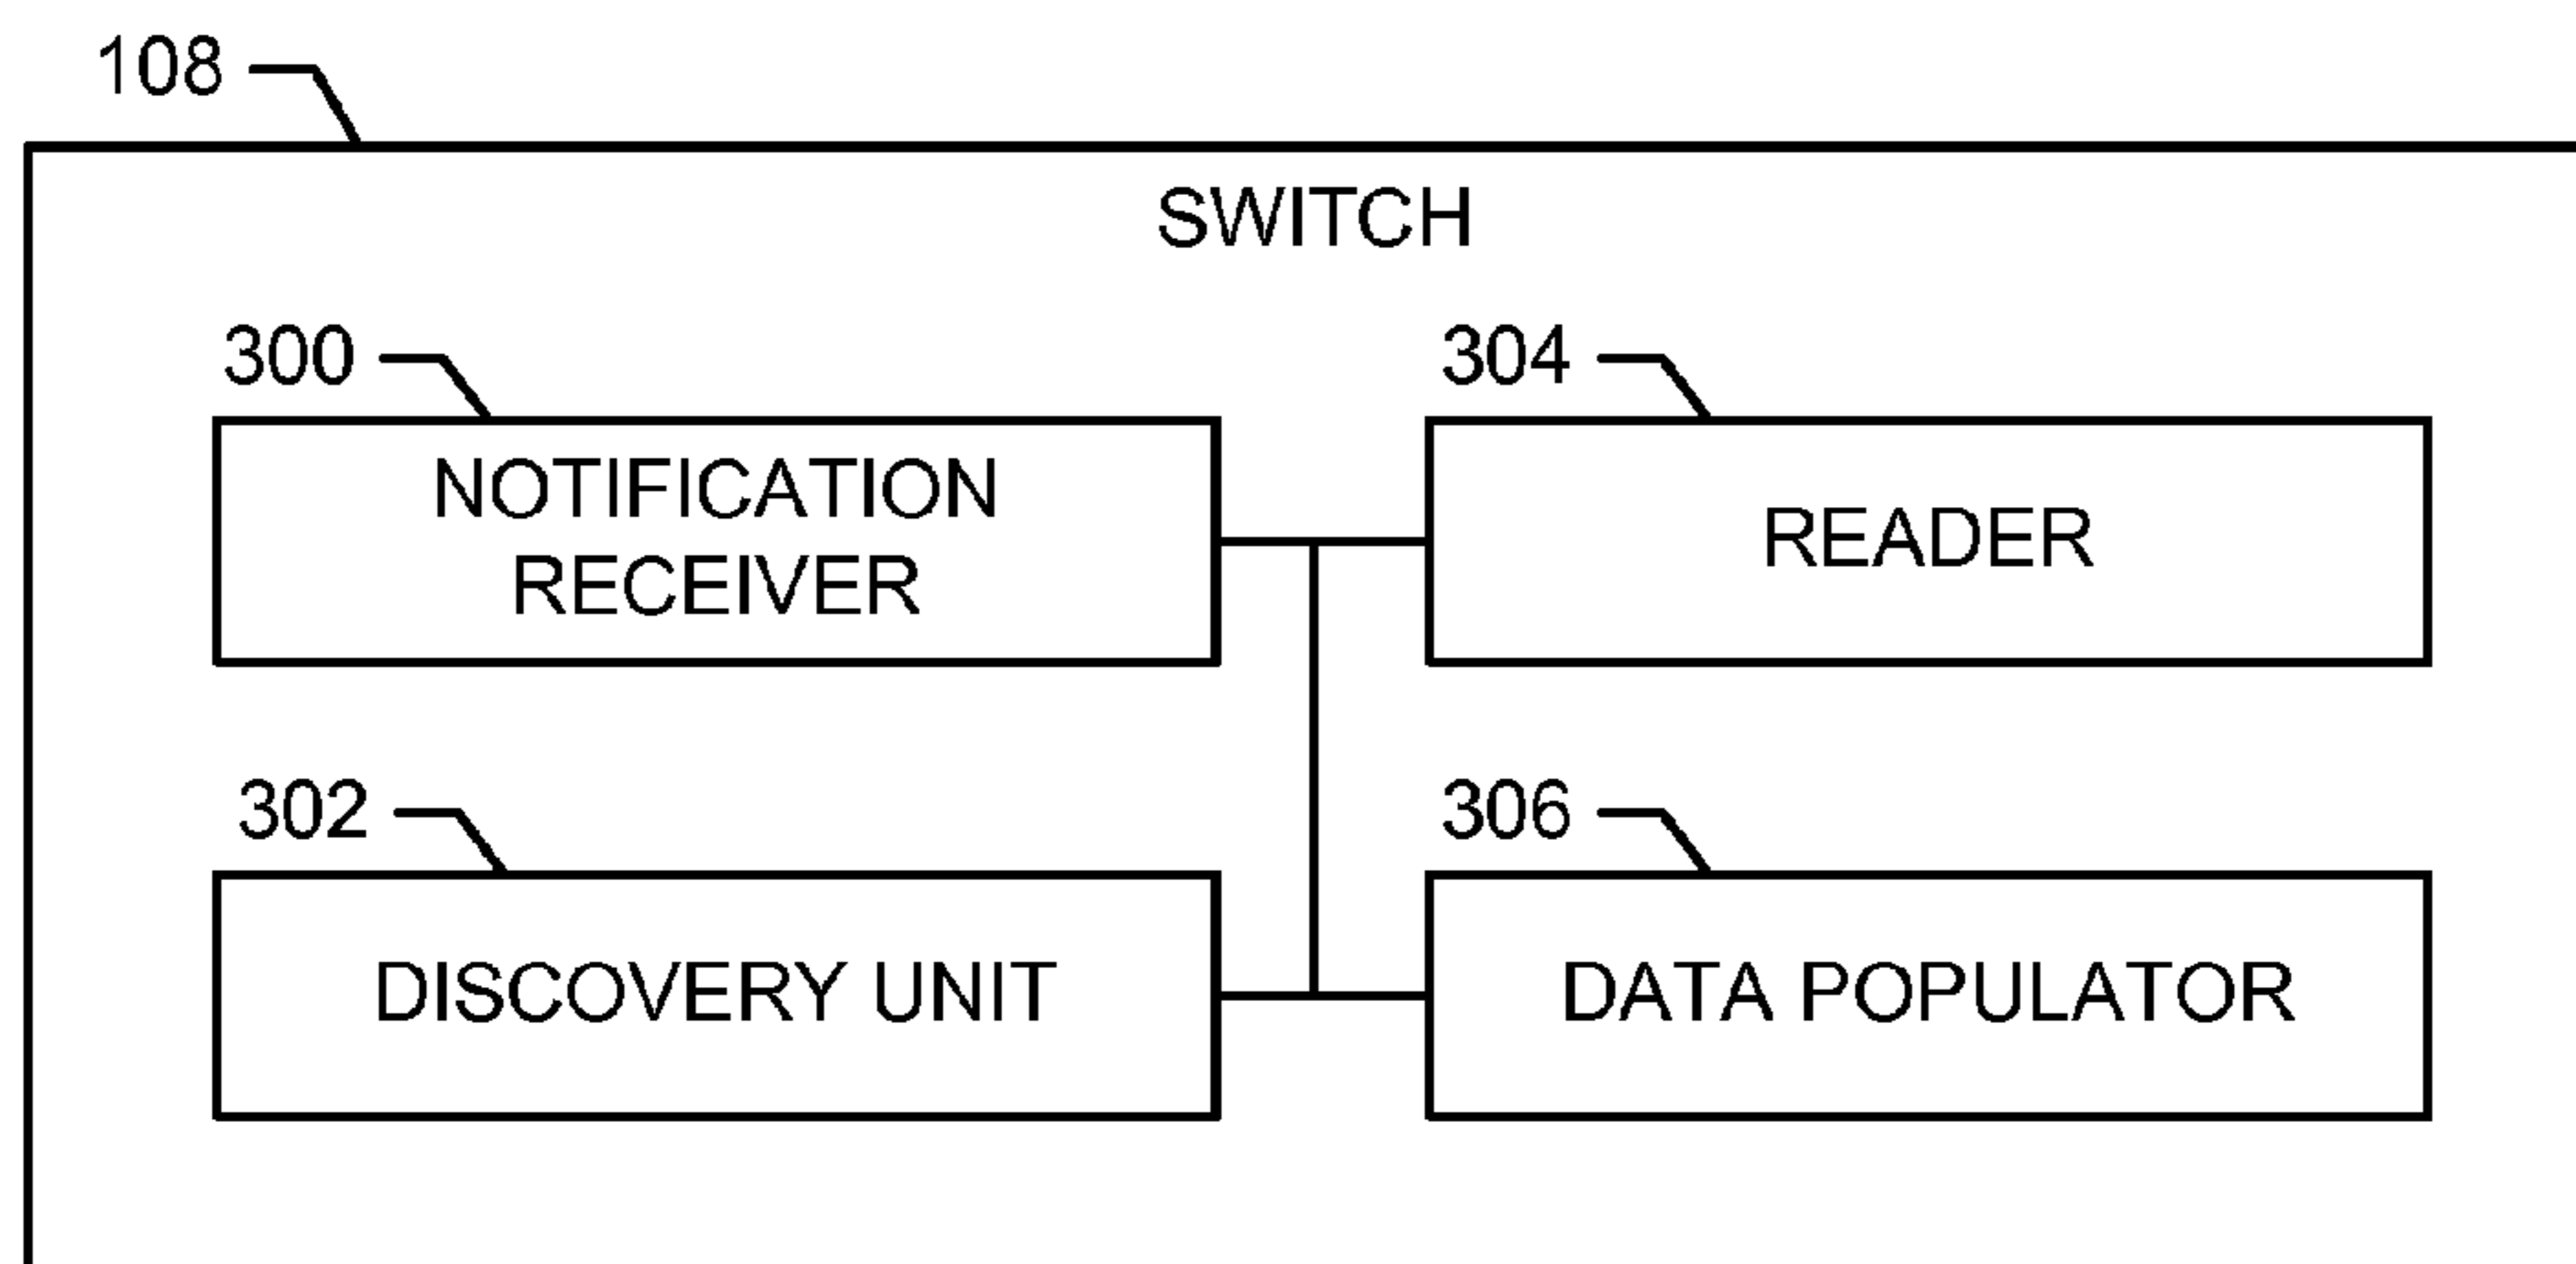 108
SWITCH
300
NOTIFICATION
RECEIVER
304
READER
302
DISCOVERY UNIT
306
DATA POPULATOR